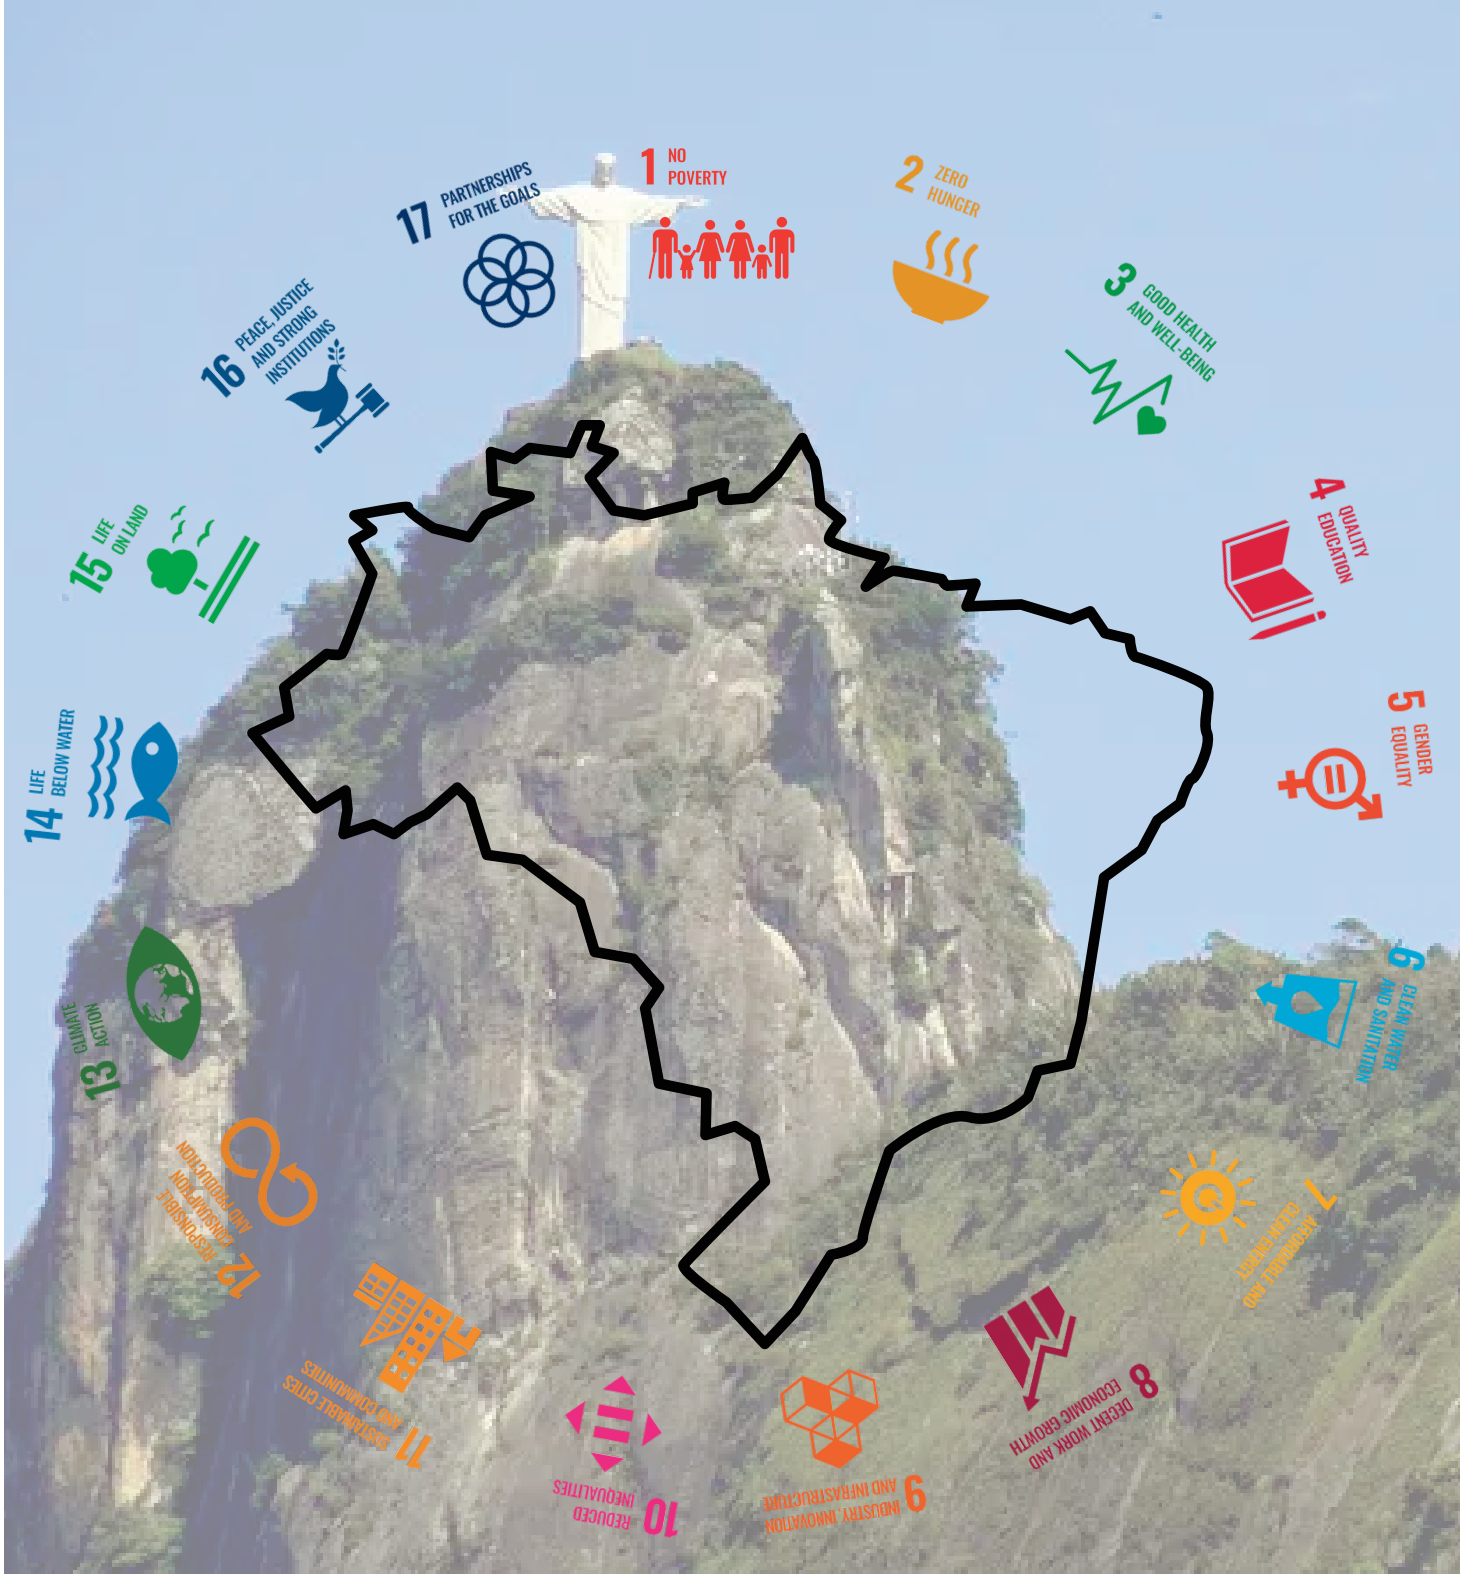 1 NO
POVERTY
2 ZERO
HUNGER
3 GOOD HEALTH
AND WELL-BEING
4 QUALITY
EDUCATION
5 GENDER
EQUALITY
6 CLEAN WATER
AND SANITATION
7 AFFORDABLE AND
CLEAN ENERGY
8 DECENT WORK AND
ECONOMIC GROWTH
9 INDUSTRY, INNOVATION
AND INFRASTRUCTURE
10 REDUCED
INEQUALITIES
11 SUSTAINABLE CITIES
AND COMMUNITIES
12 RESPONSIBLE
CONSUMPTION
AND PRODUCTION
13 CLIMATE
ACTION
14 LIFE
BELOW WATER
15 LIFE
ON LAND
16 PEACE, JUSTICE
AND STRONG
INSTITUTIONS
17 PARTNERSHIPS
FOR THE GOALS